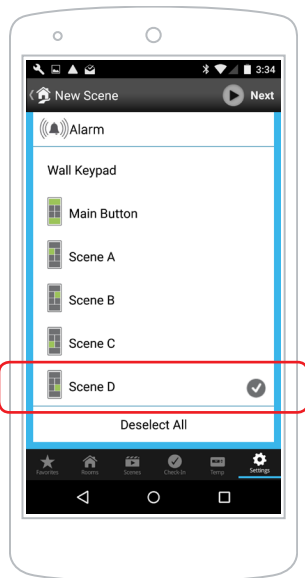 3:34
New Scene
Next
Alarm
Wall Keypad
Main Button
Scene A
Scene B
Scene C
Scene D
Deselect All
Favorites Rooms Scenes Check-In Temp Settings